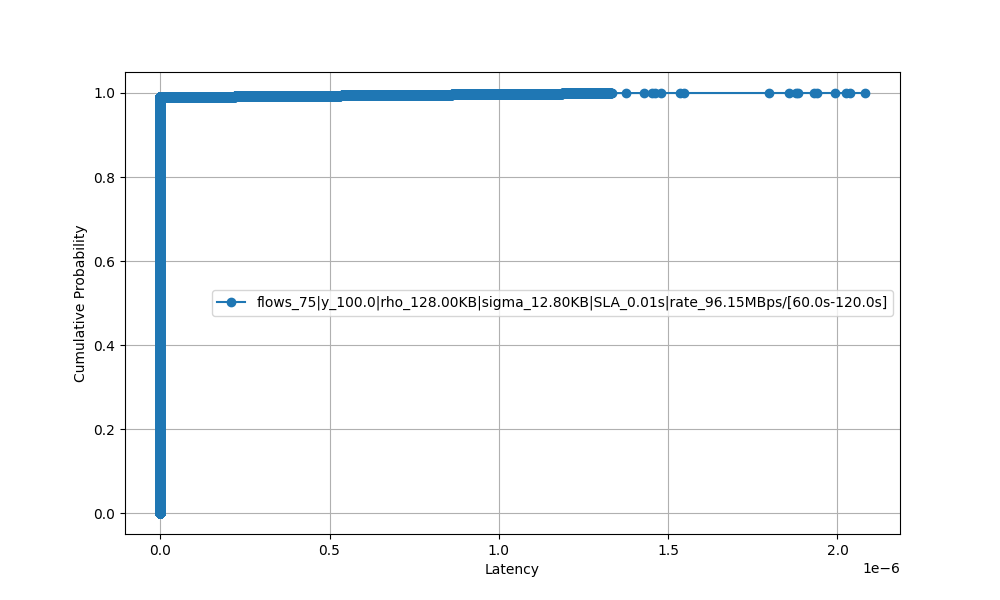 1.0
0.8
0.6
0.4
0.2
0.0
Cumulative Probability
flows_75|y_100.0|rho_128.00KB|sigma_12.80KB|SLA_0.01s|rate_96.15MBps/[60.0s-120.0s]
0.0 0.5 1.0 1.5 2.0
1e−6
Latency